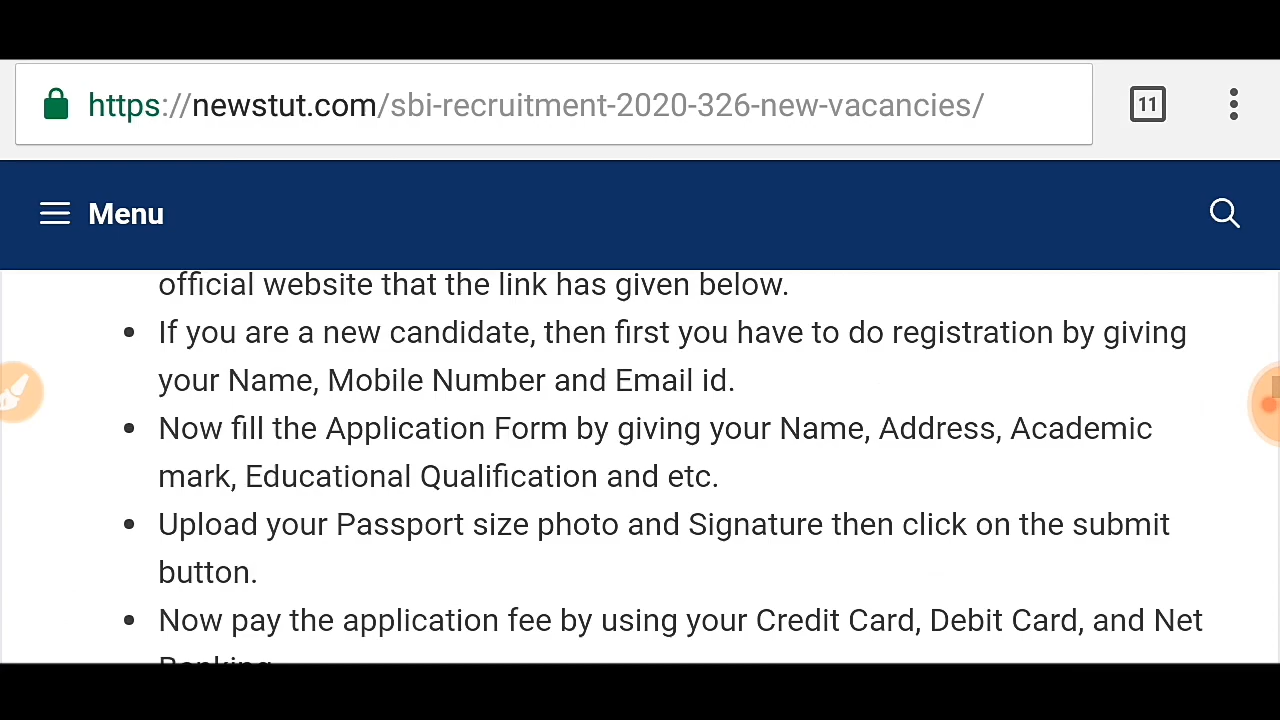 https://newstut.com/sbi-recruitment-2020-326-new-vacancies/
11
Menu
official website that the link has given below.
• If you are a new candidate, then first you have to do registration by giving
your Name, Mobile Number and Email id.
• Now fill the Application Form by giving your Name, Address, Academic
mark, Educational Qualification and etc.
• Upload your Passport size photo and Signature then click on the submit
button.
• Now pay the application fee by using your Credit Card, Debit Card, and Net
Banking